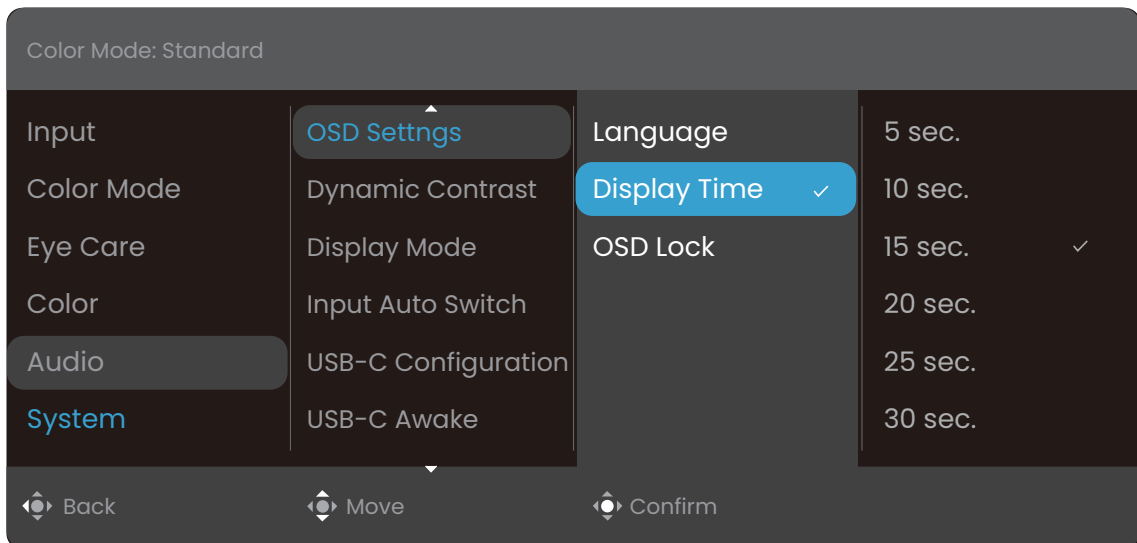 Color Mode: Standard
Input
Color Mode
Eye Care
Color
Audio
System
OSD Settngs
Dynamic Contrast
Display Mode
Input Auto Switch
USB-C Configuration
USB-C Awake
Language
Display Time
OSD Lock
5 sec.
10 sec.
15 sec.
20 sec.
25 sec.
30 sec.
Back
Move
Confirm